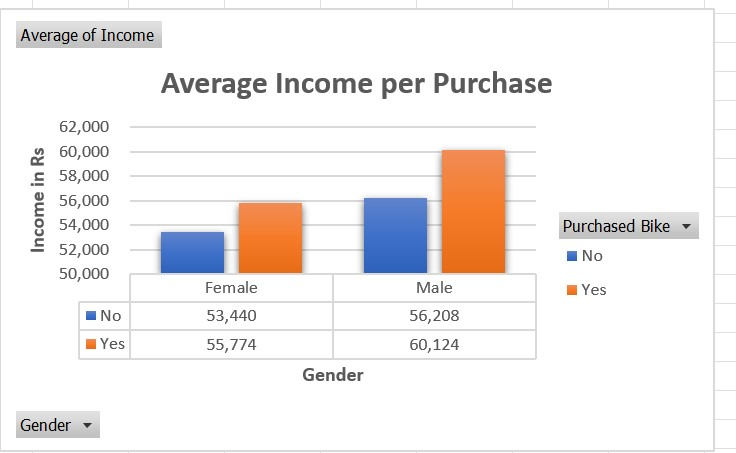 Average of Income
Average Income per Purchase
Income in Rs
62,000
60,000
58,000
56,000
54,000
52,000
50,000
Female Male
No 53,440 56,208
Yes 55,774 60,124
Gender
Purchased Bike
No
Yes
Gender